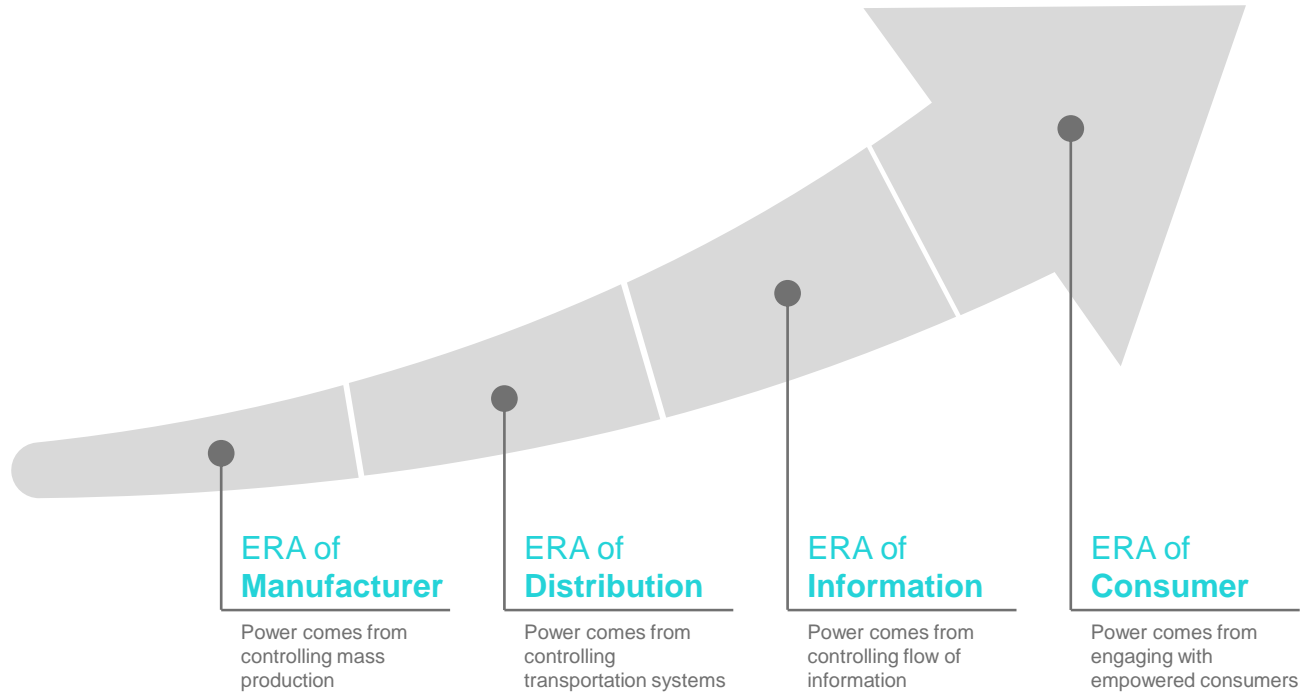 ERA of
Manufacturer
Power comes from
controlling mass
production
ERA of
Distribution
Power comes from
controlling
transportation systems
ERA of
Information
Power comes from
controlling flow of
information
ERA of
Consumer
Power comes from
engaging with
empowered consumers